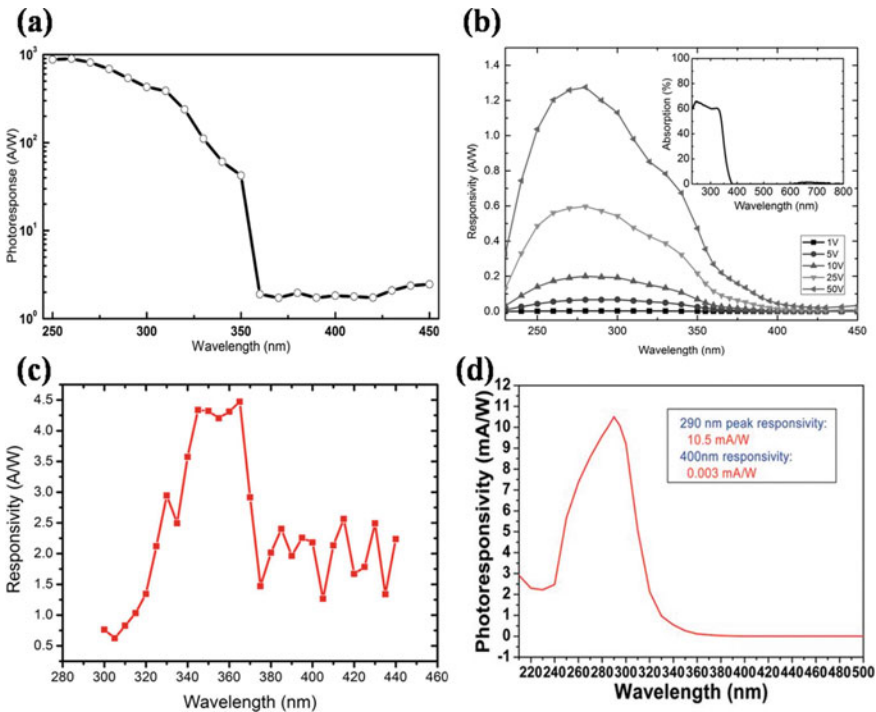 (a)
Photoresponse (A/W)
10³
10²
10¹
10⁰
250 300 350 400 450
Wavelength (nm)
(b)
Responsivity (A/W)
1.4
1.2
1.0
0.8
0.6
0.4
0.2
0.0
250 300 350 400 450
Wavelength (nm)
Absorption (%)
100
80
60
40
20
0
300 400 500 600 700 800
Wavelength (nm)
1V
5V
10V
25V
50V
(c)
Responsivity (A/W)
4.5
4.0
3.5
3.0
2.5
2.0
1.5
1.0
0.5
280 300 320 340 360 380 400 420 440 460
Wavelength (nm)
(d)
Photoresponsivity (mA/W)
12
11
10
9
8
7
6
5
4
3
2
1
0
-1
220 240 260 280 300 320 340 360 380 400 420 440 460 480 500
Wavelength (nm)
290 nm peak responsivity:
10.5 mA/W
400nm responsivity:
0.003 mA/W